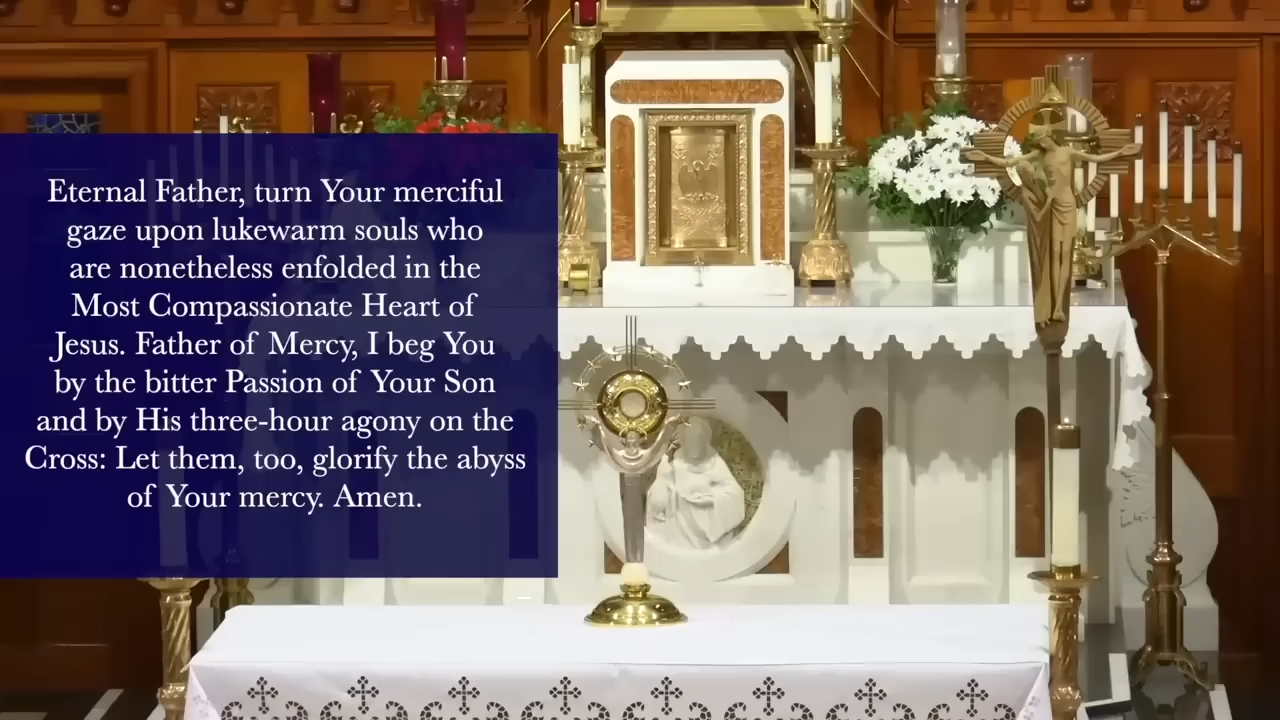 Eternal Father, turn Your merciful
gaze upon lukewarm souls who
are nonetheless enfolded in the
Most Compassionate Heart of
Jesus. Father of Mercy, I beg You
by the bitter Passion of Your Son
and by His three-hour agony on the
Cross: Let them, too, glorify the abyss
of Your mercy. Amen.